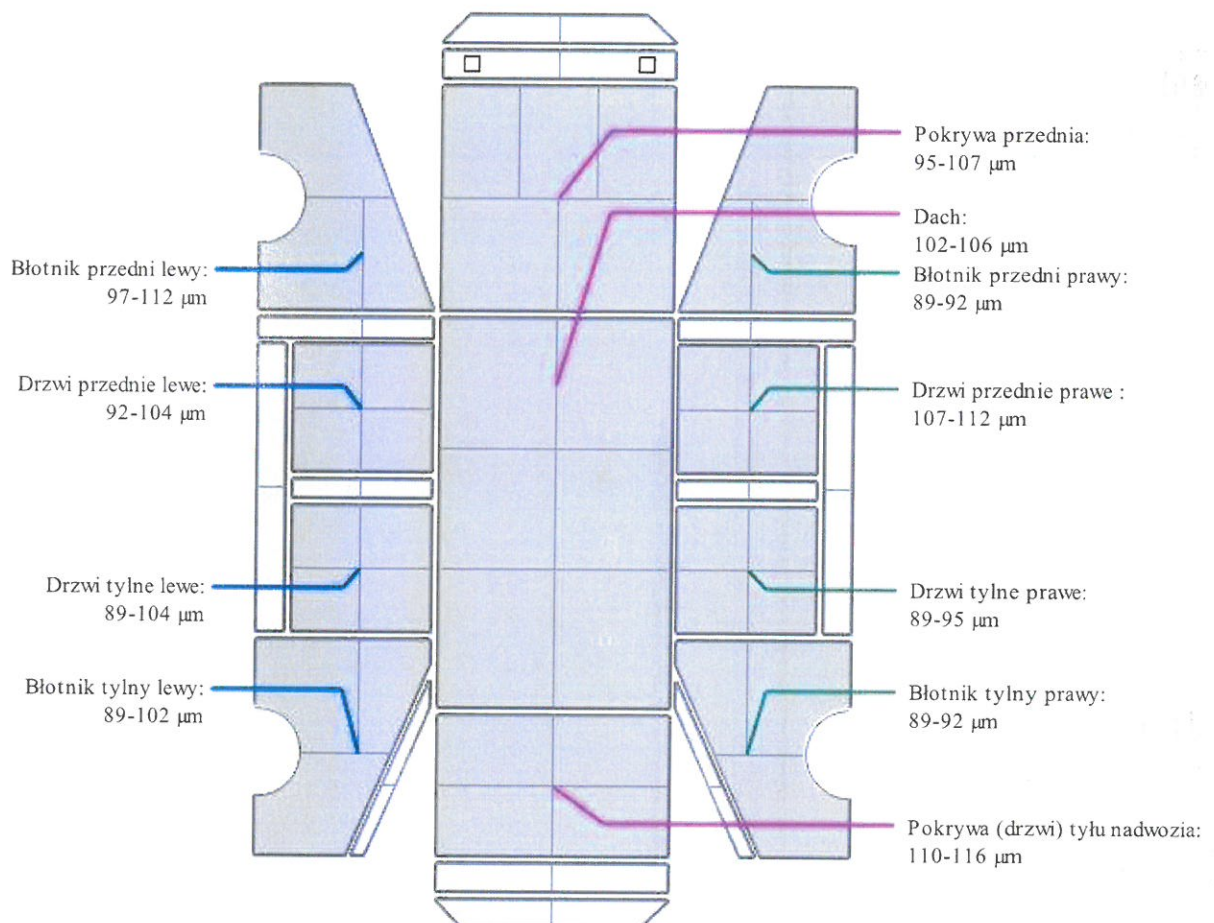 Pokrywa przednia:
95-107 µm
Dach:
102-106 µm
Błotnik przedni lewy:
97-112 µm
Błotnik przedni prawy:
89-92 µm
Drzwi przednie lewe:
92-104 µm
Drzwi przednie prawe :
107-112 µm
Drzwi tylne lewe:
89-104 µm
Drzwi tylne prawe:
89-95 µm
Błotnik tylny lewy:
89-102 µm
Błotnik tylny prawy:
89-92 µm
Pokrywa (drzwi) tyłu nadwozia:
110-116 µm